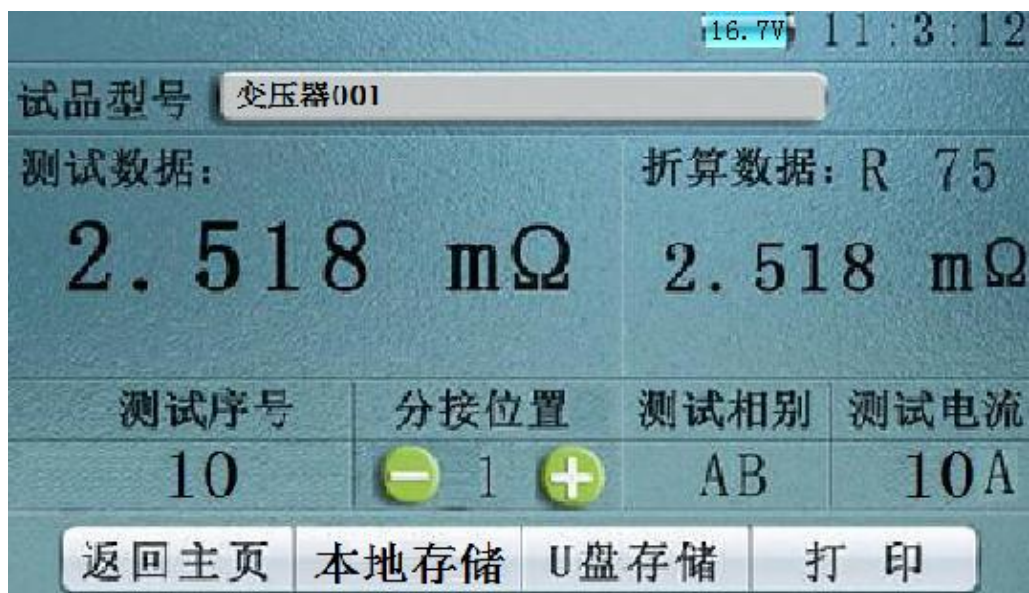 16.7V 11:3:12
试品型号 变压器001
测试数据: 折算数据: R 75
2.518 mΩ 2.518 mΩ
测试序号 分接位置 测试相别 测试电流
10 1 AB 10A
返回主页 本地存储 U盘存储 打 印